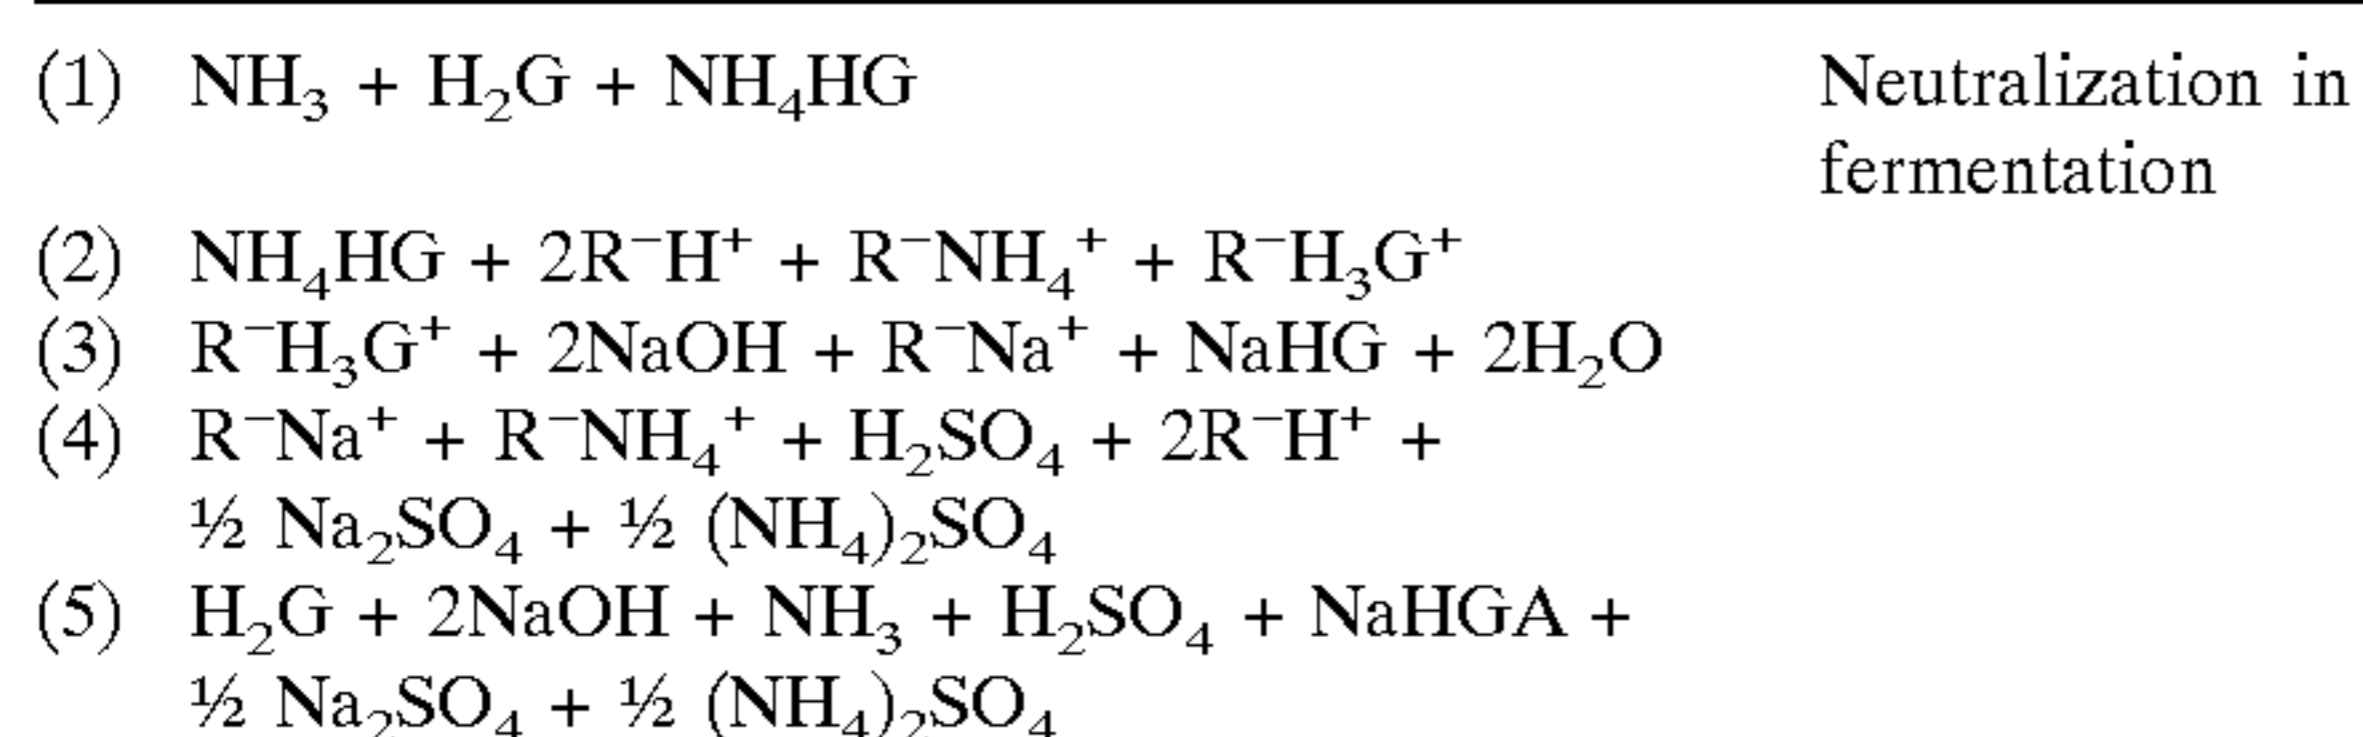 (1) NH₃ + H₂G + NH₄HG Neutralization in
fermentation
(2) NH₄HG + 2R⁻H⁺ + R⁻NH₄⁺ + R⁻H₃G⁺
(3) R⁻H₃G⁺ + 2NaOH + R⁻Na⁺ + NaHG + 2H₂O
(4) R⁻Na⁺ + R⁻NH₄⁺ + H₂SO₄ + 2R⁻H⁺ +
½ Na₂SO₄ + ½ (NH₄)₂SO₄
(5) H₂G + 2NaOH + NH₃ + H₂SO₄ + NaHGA +
½ Na₂SO₄ + ½ (NH₄)₂SO₄